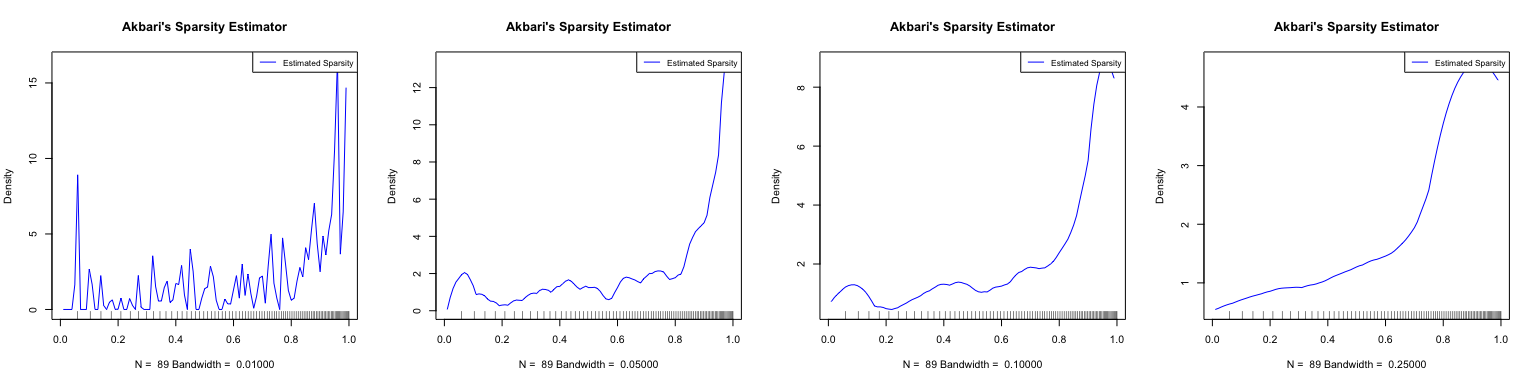 Akbari's Sparsity Estimator
Estimated Sparsity
Density
15
10
5
0
0.0 0.2 0.4 0.6 0.8 1.0
N = 89 Bandwidth = 0.01000
Akbari's Sparsity Estimator
Estimated Sparsity
Density
12
10
8
6
4
2
0
0.0 0.2 0.4 0.6 0.8 1.0
N = 89 Bandwidth = 0.05000
Akbari's Sparsity Estimator
Estimated Sparsity
Density
8
6
4
2
0.0 0.2 0.4 0.6 0.8 1.0
N = 89 Bandwidth = 0.10000
Akbari's Sparsity Estimator
Estimated Sparsity
Density
4
3
2
1
0.0 0.2 0.4 0.6 0.8 1.0
N = 89 Bandwidth = 0.25000